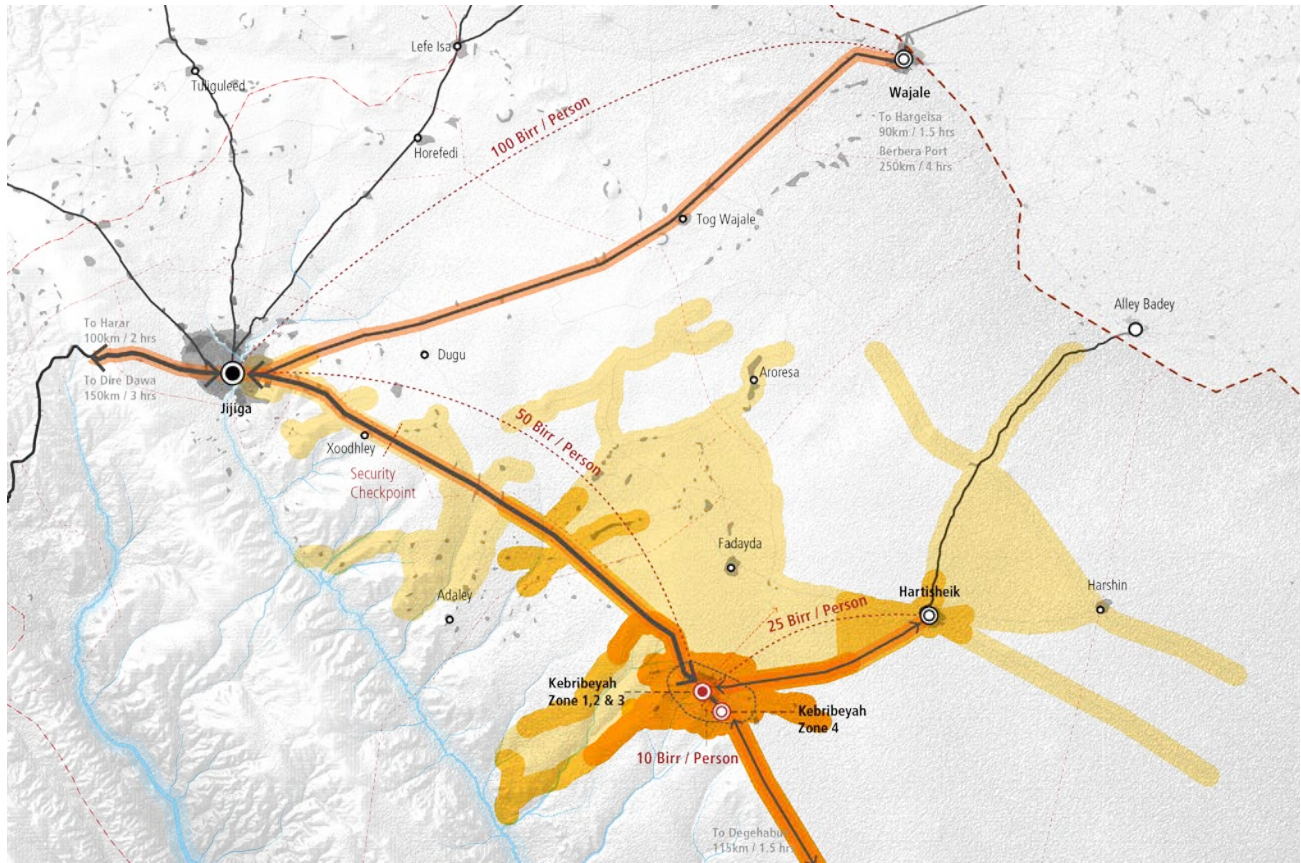 Lefe Isa
Tuliguleed
Wajale
To Hargeisa
90km / 1.5 hrs
Berbera Port
250km / 4 hrs
100 Birr / Person
Horefedi
Tog Wajale
Alley Badey
To Harar
100km / 2 hrs
To Dire Dawa
150km / 3 hrs
Jijiga
Dugu
Aroresa
50 Birr / Person
Xoodhley
Security
Checkpoint
Fadayda
Hartisheik
Harshin
Adaley
25 Birr / Person
Kebribeyah
Zone 1,2 & 3
Kebribeyah
Zone 4
10 Birr / Person
To Degehabu
115km / 1.5 hrs